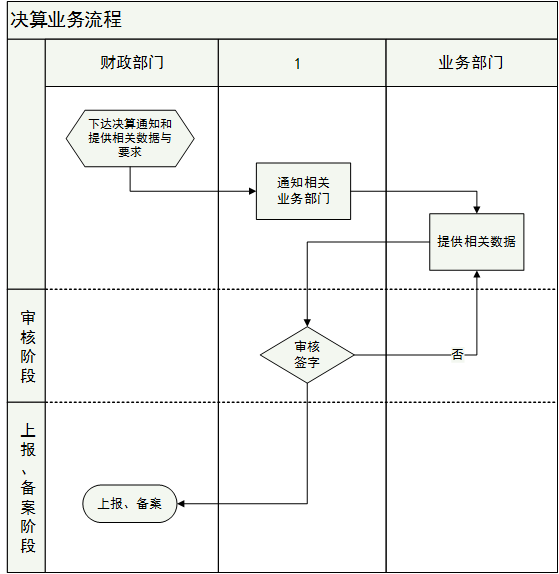 决算业务流程
财政部门
1
业务部门
下达决算通知和
提供相关数据与
要求
通知相关
业务部门
提供相关数据
审
核
阶
段
审核
签字
否
上
报
、
备
案
阶
段
上报、备案